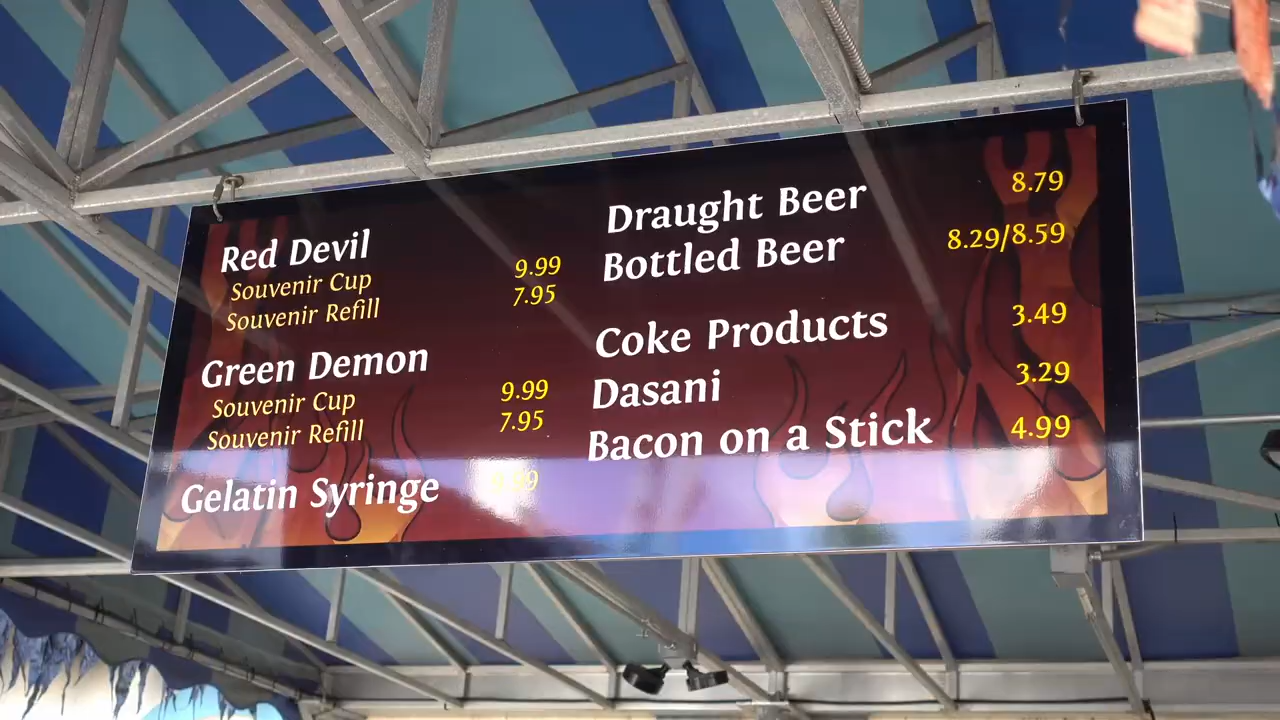 Red Devil
Souvenir Cup 9.99
Souvenir Refill 7.95
Green Demon
Souvenir Cup 9.99
Souvenir Refill 7.95
Gelatin Syringe
Draught Beer 8.79
Bottled Beer 8.29/8.59
Coke Products 3.49
Dasani 3.29
Bacon on a Stick 4.99